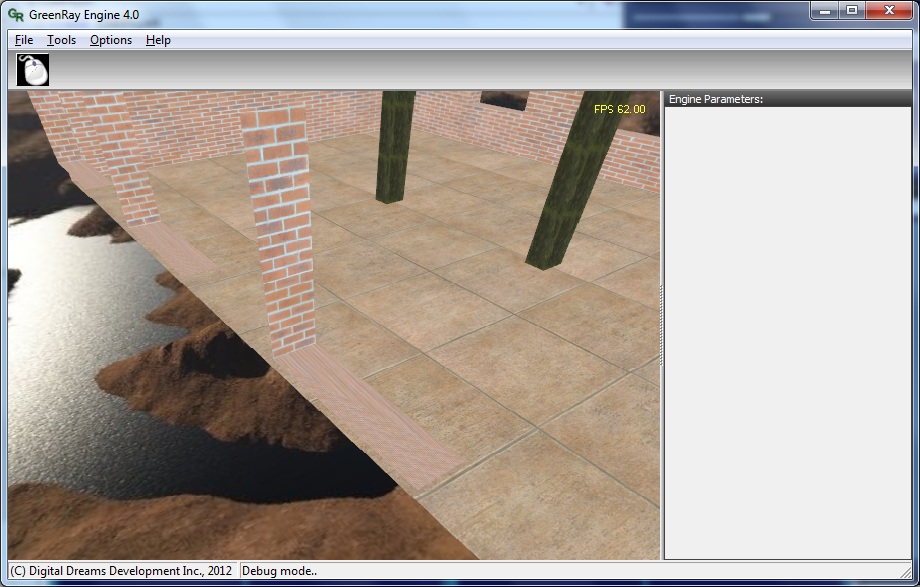 GR GreenRay Engine 4.0
File Tools Options Help
FPS 62.00
Engine Parameters:
(C) Digital Dreams Development Inc., 2012 Debug mode..